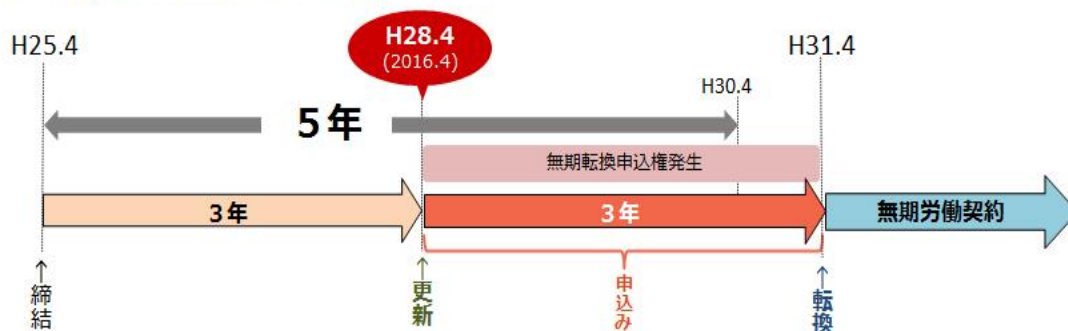 H25.4
H28.4
(2016.4)
H31.4
H30.4
5年
無期転換申込権発生
3年
3年
無期労働契約
↑締結
↑更新
申込み
↑転換